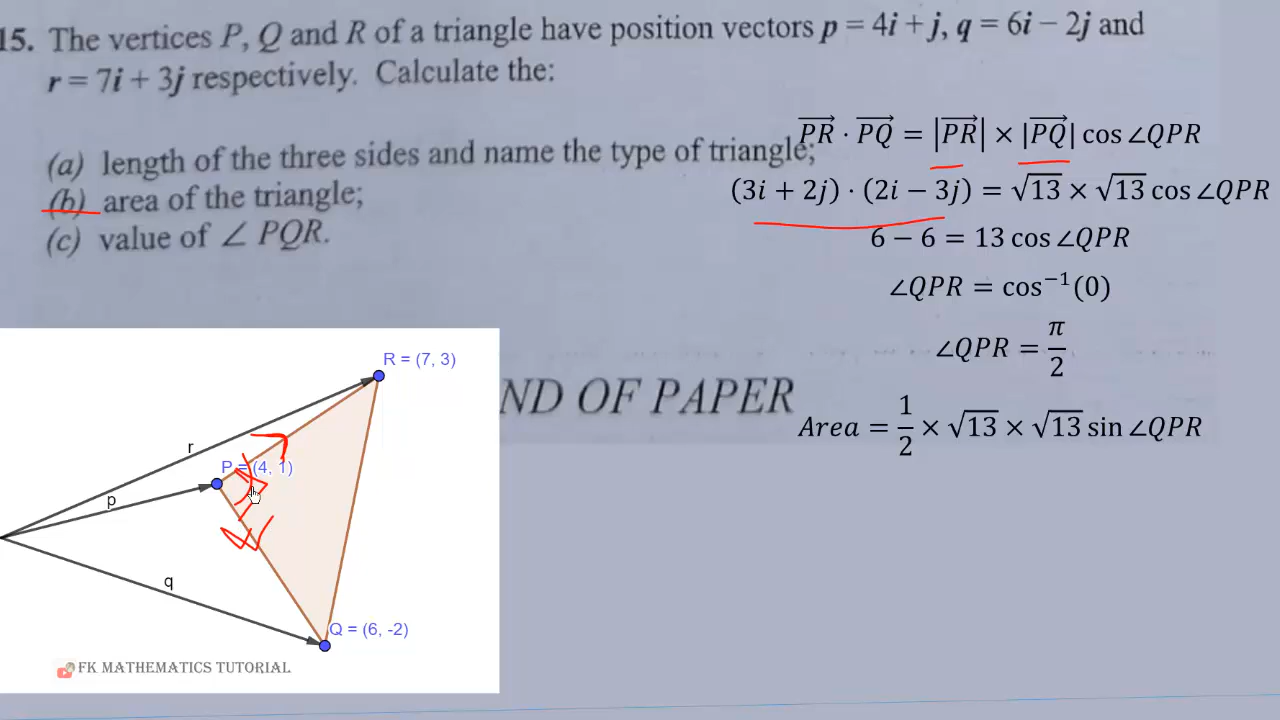 15. The vertices P, Q and R of a triangle have position vectors p = 4i + j, q = 6i − 2j and
r = 7i + 3j respectively. Calculate the:
(a) length of the three sides and name the type of triangle;
(b) area of the triangle;
(c) value of ∠ PQR.
PR · PQ = |PR| × |PQ| cos ∠QPR
(3i + 2j) · (2i − 3j) = √13 × √13 cos ∠QPR
6 − 6 = 13 cos ∠QPR
∠QPR = cos⁻¹(0)
∠QPR = π/2
Area = 1/2 × √13 × √13 sin ∠QPR
ND OF PAPER
R = (7, 3)
r
P = (4, 1)
p
q
Q = (6, -2)
FK MATHEMATICS TUTORIAL